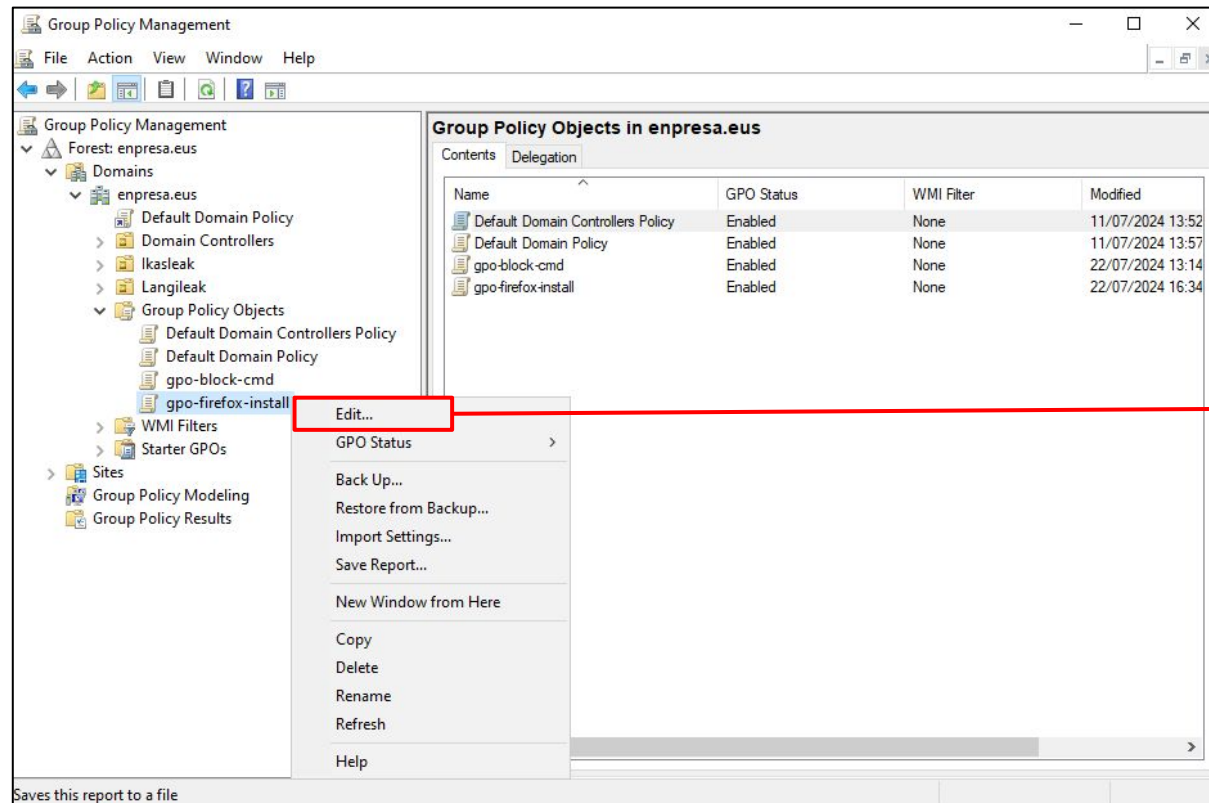 Group Policy Management
File Action View Window Help
Group Policy Management
Forest: enpresa.eus
Domains
enpresa.eus
Default Domain Policy
Domain Controllers
Ikasleak
Langileak
Group Policy Objects
Default Domain Controllers Policy
Default Domain Policy
gpo-block-cmd
gpo-firefox-install
WMI Filters
Starter GPOs
Sites
Group Policy Modeling
Group Policy Results
Group Policy Objects in enpresa.eus
Contents Delegation
Name GPO Status WMI Filter Modified
Default Domain Controllers Policy Enabled None 11/07/2024 13:52
Default Domain Policy Enabled None 11/07/2024 13:57
gpo-block-cmd Enabled None 22/07/2024 13:14
gpo-firefox-install Enabled None 22/07/2024 16:34
Edit...
GPO Status
Back Up...
Restore from Backup...
Import Settings...
Save Report...
New Window from Here
Copy
Delete
Rename
Refresh
Help
Saves this report to a file